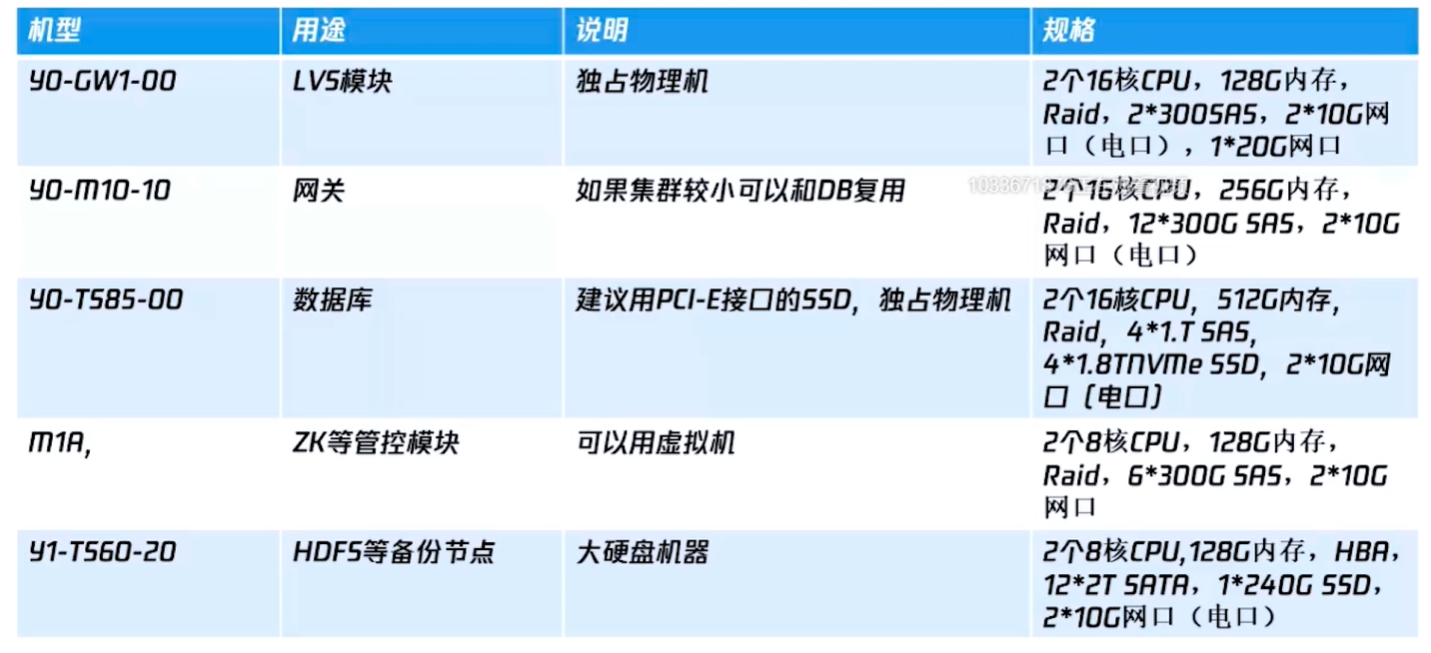 机型 用途 说明 规格
Y0-GW1-00 LVS模块 独占物理机 2个16核CPU，128G内存，
Raid，2*300SAS，2*10G网
口（电口），1*20G网口
Y0-M10-10 网关 如果集群较小可以和DB复用 2个16核CPU，256G内存，
Raid，12*300G SAS，2*10G
网口（电口）
Y0-TS85-00 数据库 建议用PCI-E接口的SSD，独占物理机 2个16核CPU，512G内存，
Raid，4*1.T SAS，
4*1.8TNVMe SSD，2*10G网
口（电口）
M1A, ZK等管控模块 可以用虚拟机 2个8核CPU，128G内存，
Raid，6*300G SAS，2*10G
网口
Y1-TS60-20 HDFS等备份节点 大硬盘机器 2个8核CPU,128G内存，HBA，
12*2T SATA，1*240G SSD，
2*10G网口（电口）